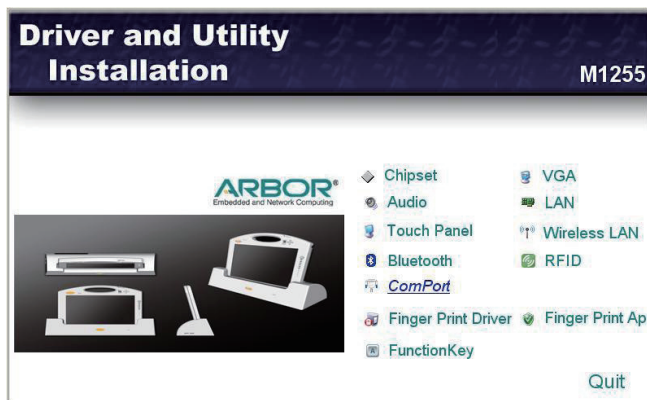 Driver and Utility
Installation
M1255
ARBOR®
Embedded and Network Computing
Chipset
VGA
Audio
LAN
Touch Panel
Wireless LAN
Bluetooth
RFID
ComPort
Finger Print Driver
Finger Print Ap
FunctionKey
Quit